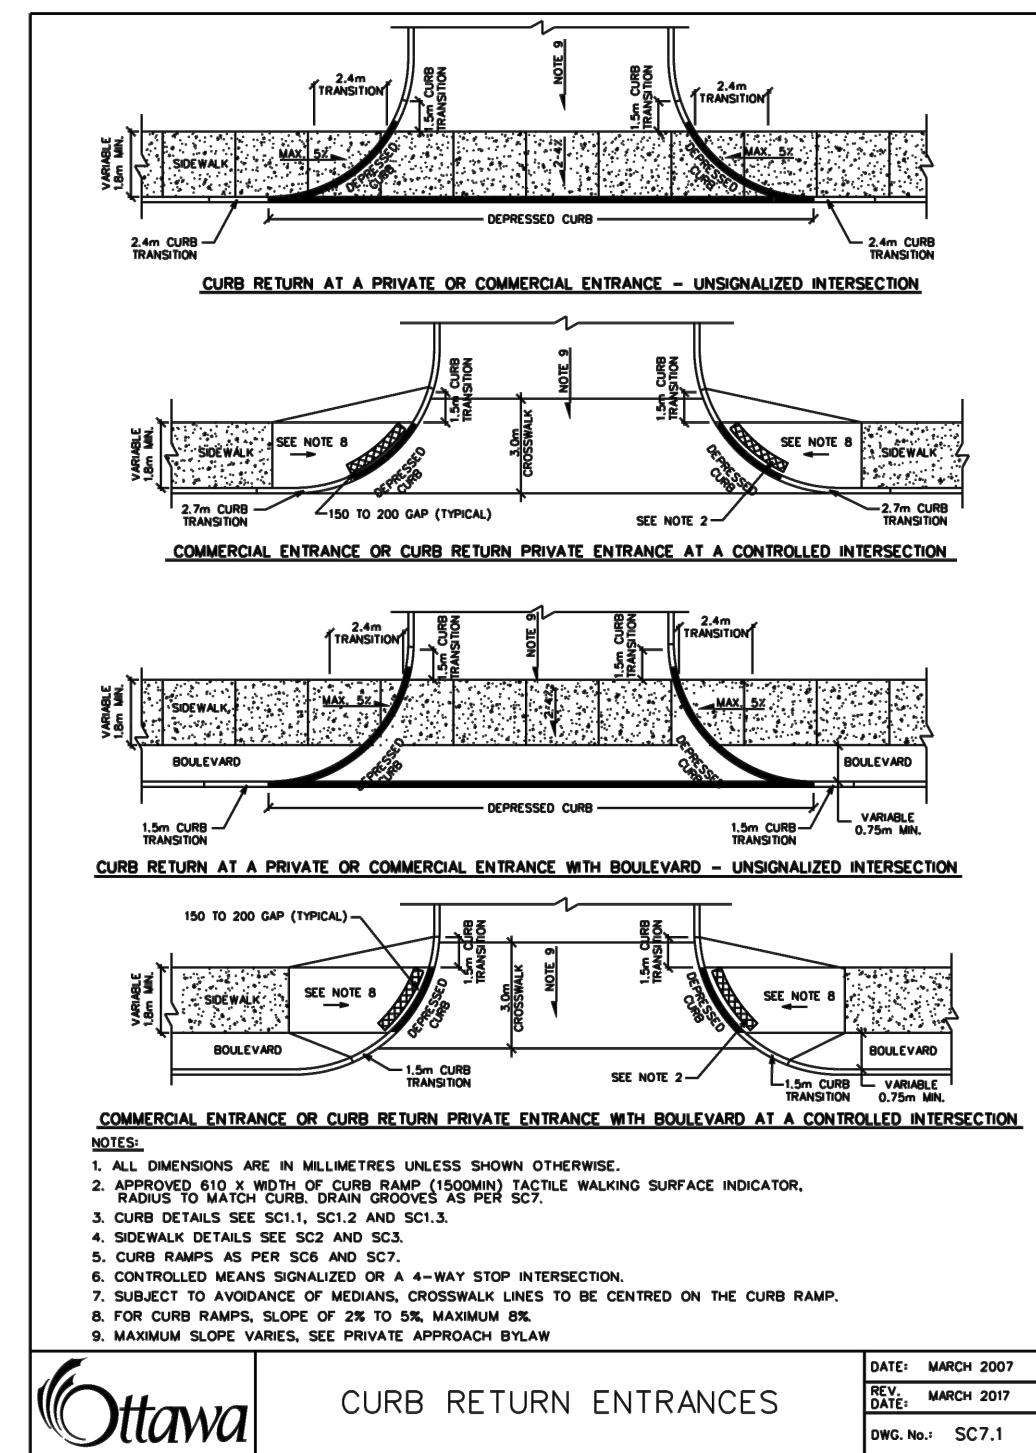 2.4m
TRANSITION
1.5m CURB
TRANSITION
NOTE 9
1.5m CURB
TRANSITION
2.4m
TRANSITION
VARIABLE
1.8m MIN.
SIDEWALK
MAX. 5%
DEPRESSED
CURB
2-4%
DEPRESSED
CURB
MAX. 5%
DEPRESSED CURB
2.4m CURB
TRANSITION
2.4m CURB
TRANSITION
CURB RETURN AT A PRIVATE OR COMMERCIAL ENTRANCE - UNSIGNALIZED INTERSECTION
1.5m CURB
TRANSITION
NOTE 9
1.5m CURB
TRANSITION
VARIABLE
1.8m MIN.
SIDEWALK
SEE NOTE 8
DEPRESSED
CURB
3.0m
CROSSWALK
DEPRESSED
CURB
SEE NOTE 8
SIDEWALK
2.7m CURB
TRANSITION
150 TO 200 GAP (TYPICAL)
SEE NOTE 2
2.7m CURB
TRANSITION
COMMERCIAL ENTRANCE OR CURB RETURN PRIVATE ENTRANCE AT A CONTROLLED INTERSECTION
2.4m
TRANSITION
1.5m CURB
TRANSITION
NOTE 9
1.5m CURB
TRANSITION
2.4m
TRANSITION
VARIABLE
1.8m MIN.
SIDEWALK
MAX. 5%
2-4%
MAX. 5%
BOULEVARD
DEPRESSED
CURB
DEPRESSED
CURB
BOULEVARD
DEPRESSED CURB
1.5m CURB
TRANSITION
1.5m CURB
TRANSITION
VARIABLE
0.75m MIN.
CURB RETURN AT A PRIVATE OR COMMERCIAL ENTRANCE WITH BOULEVARD - UNSIGNALIZED INTERSECTION
150 TO 200 GAP (TYPICAL)
1.5m CURB
TRANSITION
NOTE 9
1.5m CURB
TRANSITION
VARIABLE
1.8m MIN.
SIDEWALK
SEE NOTE 8
DEPRESSED
CURB
3.0m
CROSSWALK
DEPRESSED
CURB
SEE NOTE 8
BOULEVARD
BOULEVARD
1.5m CURB
TRANSITION
SEE NOTE 2
1.5m CURB
TRANSITION
VARIABLE
0.75m MIN.
COMMERCIAL ENTRANCE OR CURB RETURN PRIVATE ENTRANCE WITH BOULEVARD AT A CONTROLLED INTERSECTION
NOTES:
1. ALL DIMENSIONS ARE IN MILLIMETRES UNLESS SHOWN OTHERWISE.
2. APPROVED 610 X WIDTH OF CURB RAMP (1500MIN) TACTILE WALKING SURFACE INDICATOR,
RADIUS TO MATCH CURB. DRAIN GROOVES AS PER SC7.
3. CURB DETAILS SEE SC1.1, SC1.2 AND SC1.3.
4. SIDEWALK DETAILS SEE SC2 AND SC3.
5. CURB RAMPS AS PER SC6 AND SC7.
6. CONTROLLED MEANS SIGNALIZED OR A 4-WAY STOP INTERSECTION.
7. SUBJECT TO AVOIDANCE OF MEDIANS, CROSSWALK LINES TO BE CENTRED ON THE CURB RAMP.
8. FOR CURB RAMPS, SLOPE OF 2% TO 5%, MAXIMUM 8%.
9. MAXIMUM SLOPE VARIES, SEE PRIVATE APPROACH BYLAW
Ottawa
CURB RETURN ENTRANCES
DATE: MARCH 2007
REV.
DATE: MARCH 2017
DWG. No.: SC7.1